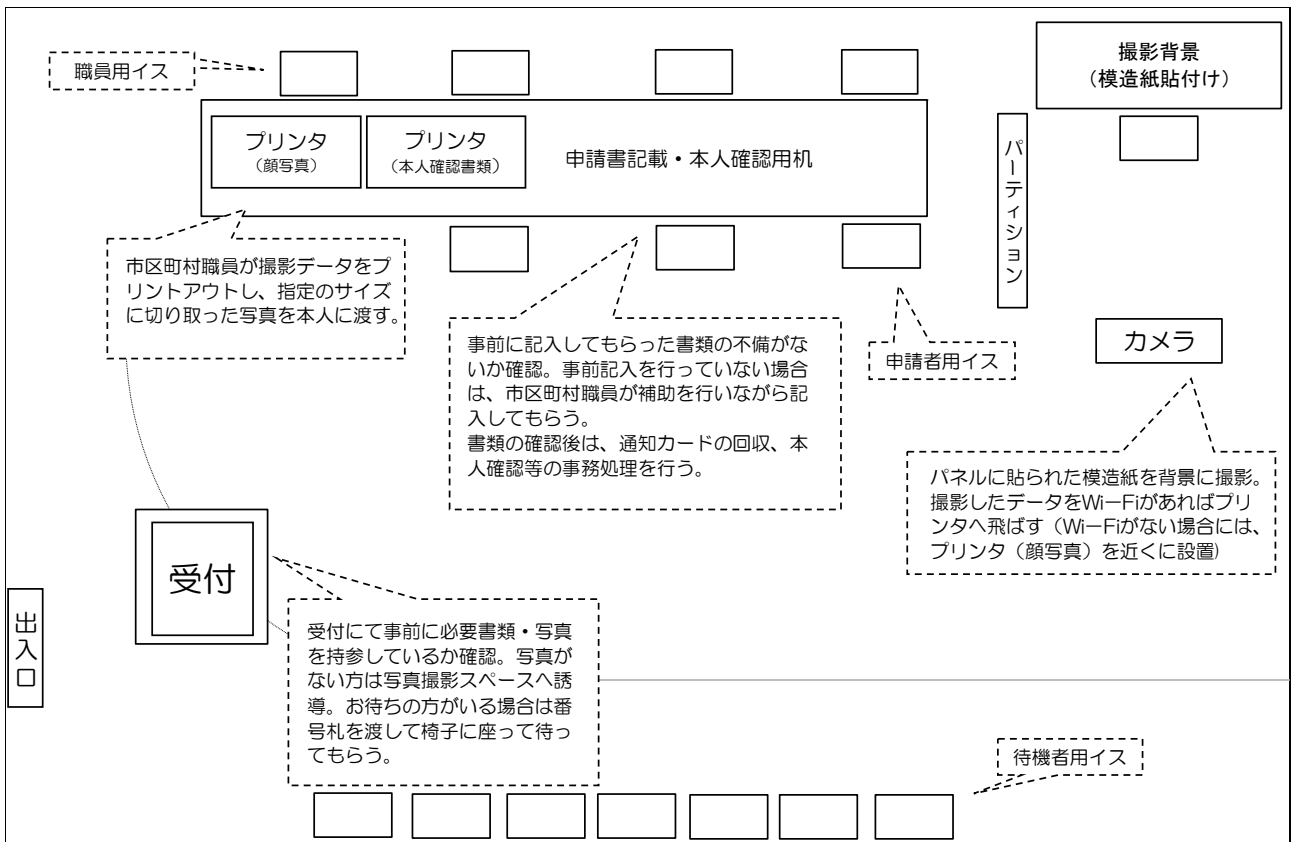 職員用イス
撮影背景
（模造紙貼付け）
プリンタ
（顔写真）
プリンタ
（本人確認書類）
申請書記載・本人確認用机
パーティション
市区町村職員が撮影データをプ
リントアウトし、指定のサイズ
に切り取った写真を本人に渡す。
事前に記入してもらった書類の不備がな
いか確認。事前記入を行っていない場合
は、市区町村職員が補助を行いながら記
入してもらう。
書類の確認後は、通知カードの回収、本
人確認等の事務処理を行う。
申請者用イス
カメラ
パネルに貼られた模造紙を背景に撮影。
撮影したデータをWi－Fiがあればプリ
ンタへ飛ばす（Wi－Fiがない場合には、
プリンタ（顔写真）を近くに設置)
受付
出入口
受付にて事前に必要書類・写真
を持参しているか確認。写真が
ない方は写真撮影スペースへ誘
導。お待ちの方がいる場合は番
号札を渡して椅子に座って待っ
てもらう。
待機者用イス